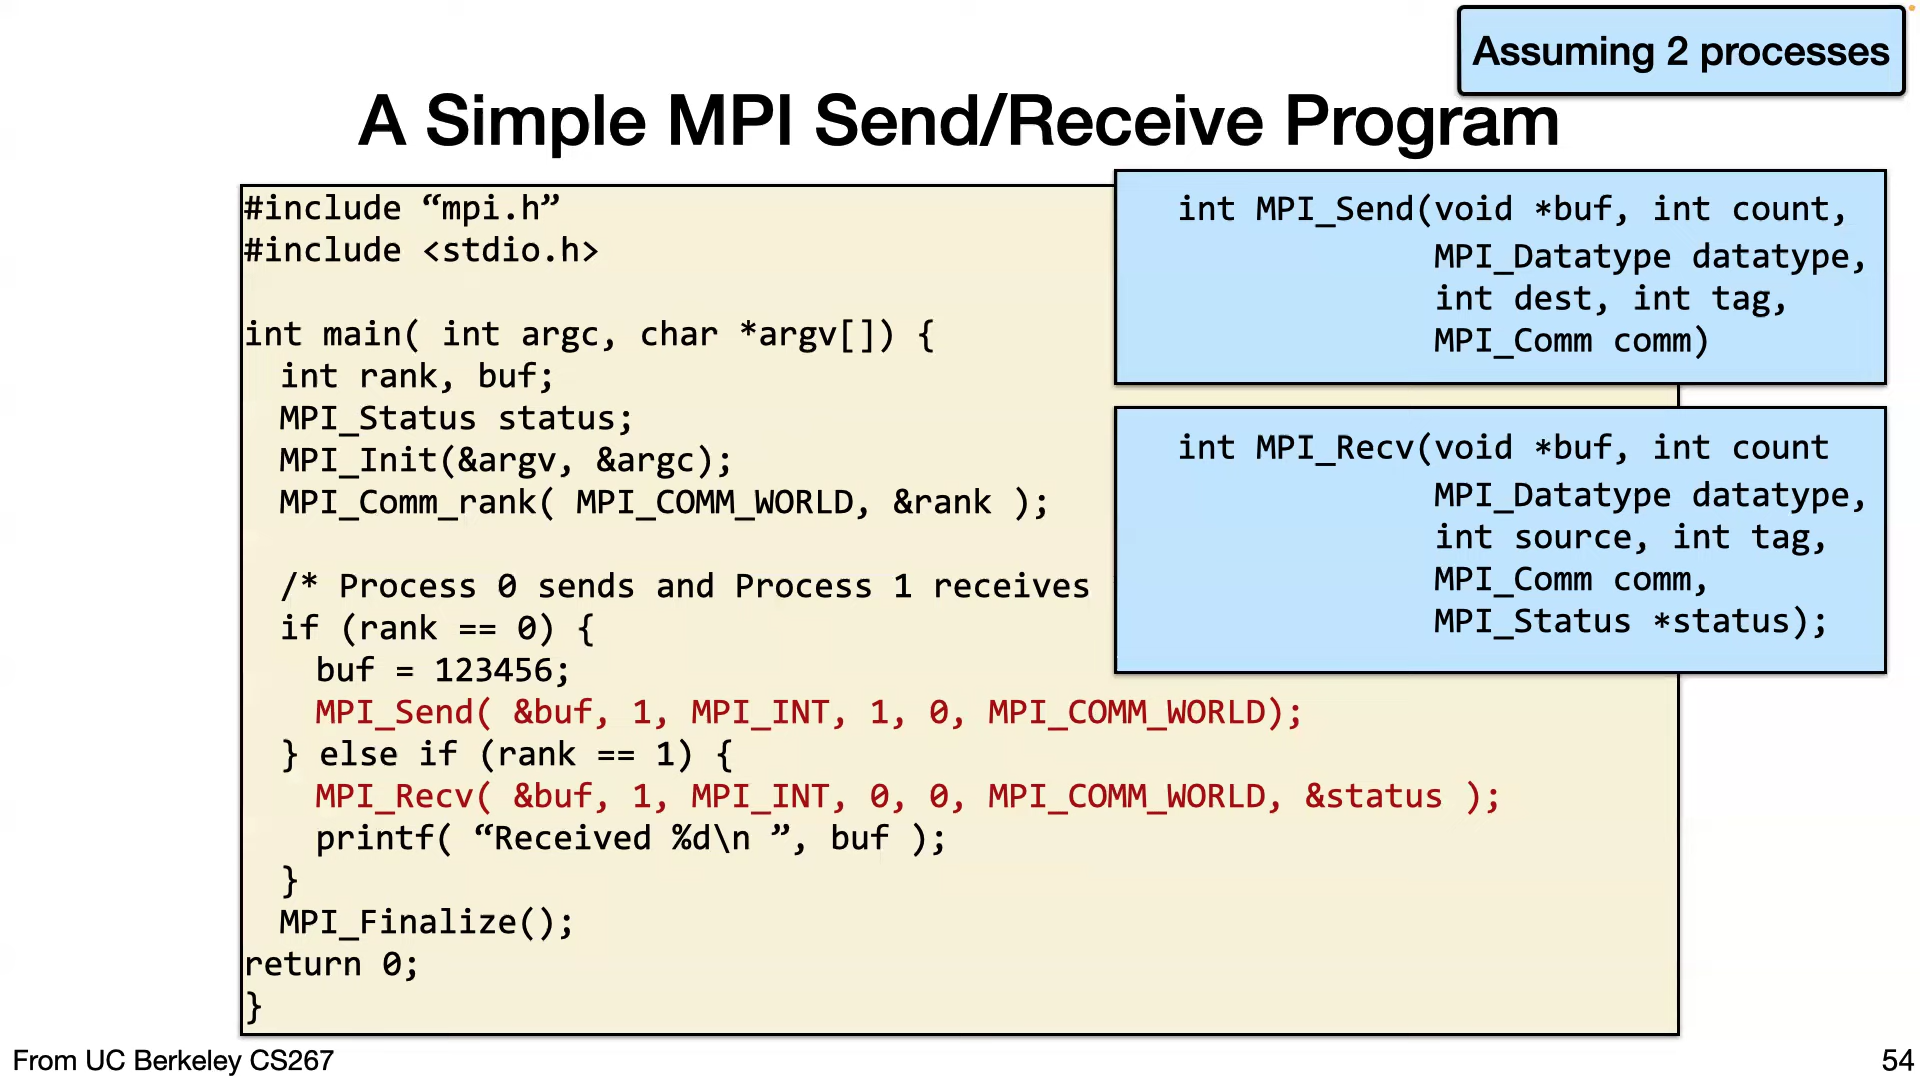 Assuming 2 processes
A Simple MPI Send/Receive Program
#include “mpi.h”
#include <stdio.h>
int main( int argc, char *argv[]) {
int rank, buf;
MPI_Status status;
MPI_Init(&argv, &argc);
MPI_Comm_rank( MPI_COMM_WORLD, &rank );
/* Process 0 sends and Process 1 receives
if (rank == 0) {
buf = 123456;
MPI_Send( &buf, 1, MPI_INT, 1, 0, MPI_COMM_WORLD);
} else if (rank == 1) {
MPI_Recv( &buf, 1, MPI_INT, 0, 0, MPI_COMM_WORLD, &status );
printf( “Received %d\n ”, buf );
}
MPI_Finalize();
return 0;
}
int MPI_Send(void *buf, int count,
MPI_Datatype datatype,
int dest, int tag,
MPI_Comm comm)
int MPI_Recv(void *buf, int count
MPI_Datatype datatype,
int source, int tag,
MPI_Comm comm,
MPI_Status *status);
From UC Berkeley CS267
54